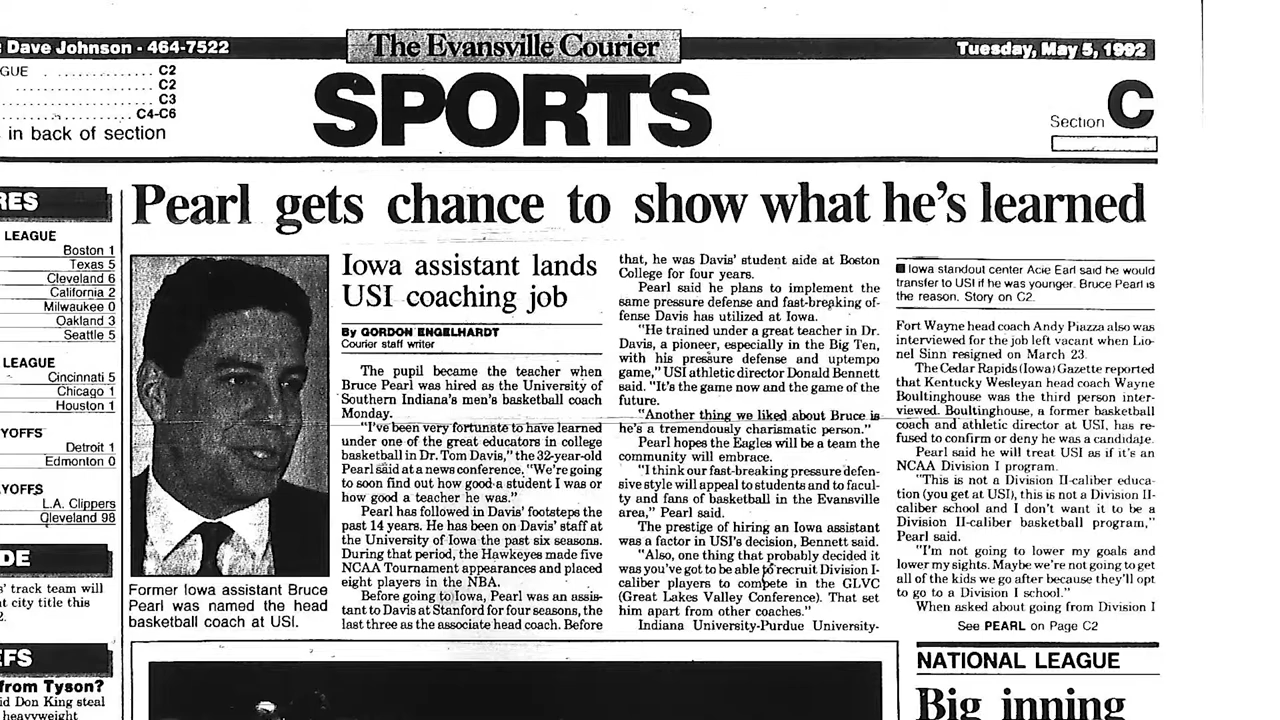 : Dave Johnson - 464-7522
The Evansville Courier
Tuesday, May 5, 1992
GUE C2
C2
C3
C4-C6
in back of section
SPORTS
Section C
RES
LEAGUE
Boston 1
Texas 5
Cleveland 6
California 2
Milwaukee 0
Oakland 3
Seattle 5
LEAGUE
Cincinnati 5
Chicago 1
Houston 1
YOFFS
Detroit 1
Edmonton 0
YOFFS
L.A. Clippers
Cleveland 98
DE
s' track team will
t city title this
2.
EFS
from Tyson?
id Don King steal
heavyweight
Pearl gets chance to show what he's learned
Former Iowa assistant Bruce
Pearl was named the head
basketball coach at USI.
Iowa assistant lands
USI coaching job
By GORDON ENGELHARDT
Courier staff writer
The pupil became the teacher when
Bruce Pearl was hired as the University of
Southern Indiana's men's basketball coach
Monday.
"I've been very fortunate to have learned
under one of the great educators in college
basketball in Dr. Tom Davis," the 32-year-old
Pearl said at a news conference. "We're going
to soon find out how good a student I was or
how good a teacher he was."
Pearl has followed in Davis' footsteps the
past 14 years. He has been on Davis' staff at
the University of Iowa the past six seasons.
During that period, the Hawkeyes made five
NCAA Tournament appearances and placed
eight players in the NBA.
Before going to Iowa, Pearl was an assis-
tant to Davis at Stanford for four seasons, the
last three as the associate head coach. Before
that, he was Davis' student aide at Boston
College for four years.
Pearl said he plans to implement the
same pressure defense and fast-breaking of-
fense Davis has utilized at Iowa.
"He trained under a great teacher in Dr.
Davis, a pioneer, especially in the Big Ten,
with his pressure defense and uptempo
game," USI athletic director Donald Bennett
said. "It's the game now and the game of the
future.
"Another thing we liked about Bruce is
he's a tremendously charismatic person."
Pearl hopes the Eagles will be a team the
community will embrace.
"I think our fast-breaking pressure defen-
sive style will appeal to students and to facul-
ty and fans of basketball in the Evansville
area," Pearl said.
The prestige of hiring an Iowa assistant
was a factor in USI's decision, Bennett said.
"Also, one thing that probably decided it
was you've got to be able to recruit Division I-
caliber players to compete in the GLVC
(Great Lakes Valley Conference). That set
him apart from other coaches."
Indiana University-Purdue University-
Iowa standout center Acie Earl said he would
transfer to USI if he was younger. Bruce Pearl is
the reason. Story on C2.
Fort Wayne head coach Andy Piazza also was
interviewed for the job left vacant when Lio-
nel Sinn resigned on March 23.
The Cedar Rapids (Iowa) Gazette reported
that Kentucky Wesleyan head coach Wayne
Boultinghouse was the third person inter-
viewed. Boultinghouse, a former basketball
coach and athletic director at USI, has re-
fused to confirm or deny he was a candidate.
Pearl said he will treat USI as if it's an
NCAA Division I program.
"This is not a Division II-caliber educa-
tion (you get at USI), this is not a Division II-
caliber school and I don't want it to be a
Division II-caliber basketball program,"
Pearl said.
"I'm not going to lower my goals and
lower my sights. Maybe we're not going to get
all of the kids we go after because they'll opt
to go to a Division I school."
When asked about going from Division I
See PEARL on Page C2
NATIONAL LEAGUE
Big inning